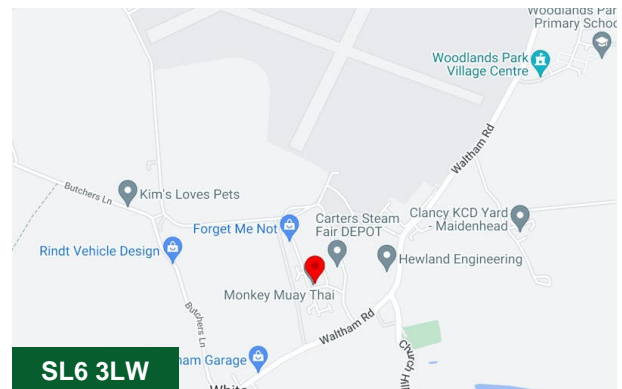 Woodlands Park
Primary School
Woodlands Park
Village Centre
Waltham Rd
Butchers Ln
Kim's Loves Pets
Forget Me Not
Carters Steam
Fair DEPOT
Clancy KCD Yard
- Maidenhead
Rindt Vehicle Design
Hewland Engineering
Monkey Muay Thai
Butchers Ln
Waltham Rd
Church Hill
ham Garage
White
SL6 3LW